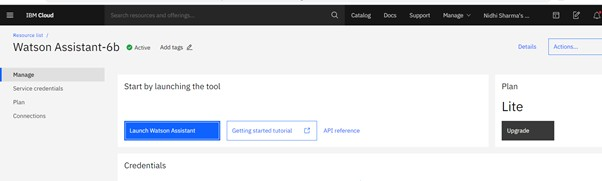 IBM Cloud Search resources and offerings... Catalog Docs Support Manage Nidhi Sharma's ...
Resource list /
Watson Assistant-6b Active Add tags Details Actions...
Manage
Service credentials
Plan
Connections
Start by launching the tool
Launch Watson Assistant Getting started tutorial API reference
Plan
Lite
Upgrade
Credentials